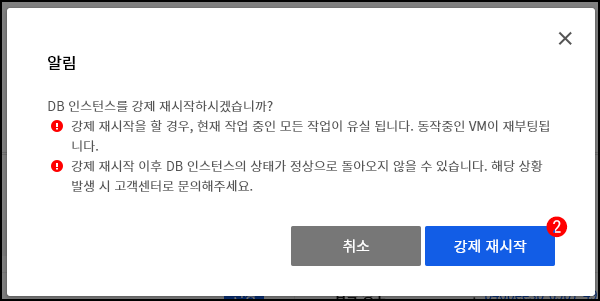 알림
DB 인스턴스를 강제 재시작하시겠습니까?
강제 재시작을 할 경우, 현재 작업 중인 모든 작업이 유실 됩니다. 동작중인 VM이 재부팅됩
니다.
강제 재시작 이후 DB 인스턴스의 상태가 정상으로 돌아오지 않을 수 있습니다. 해당 상황
발생 시 고객센터로 문의해주세요.
취소
강제 재시작
2